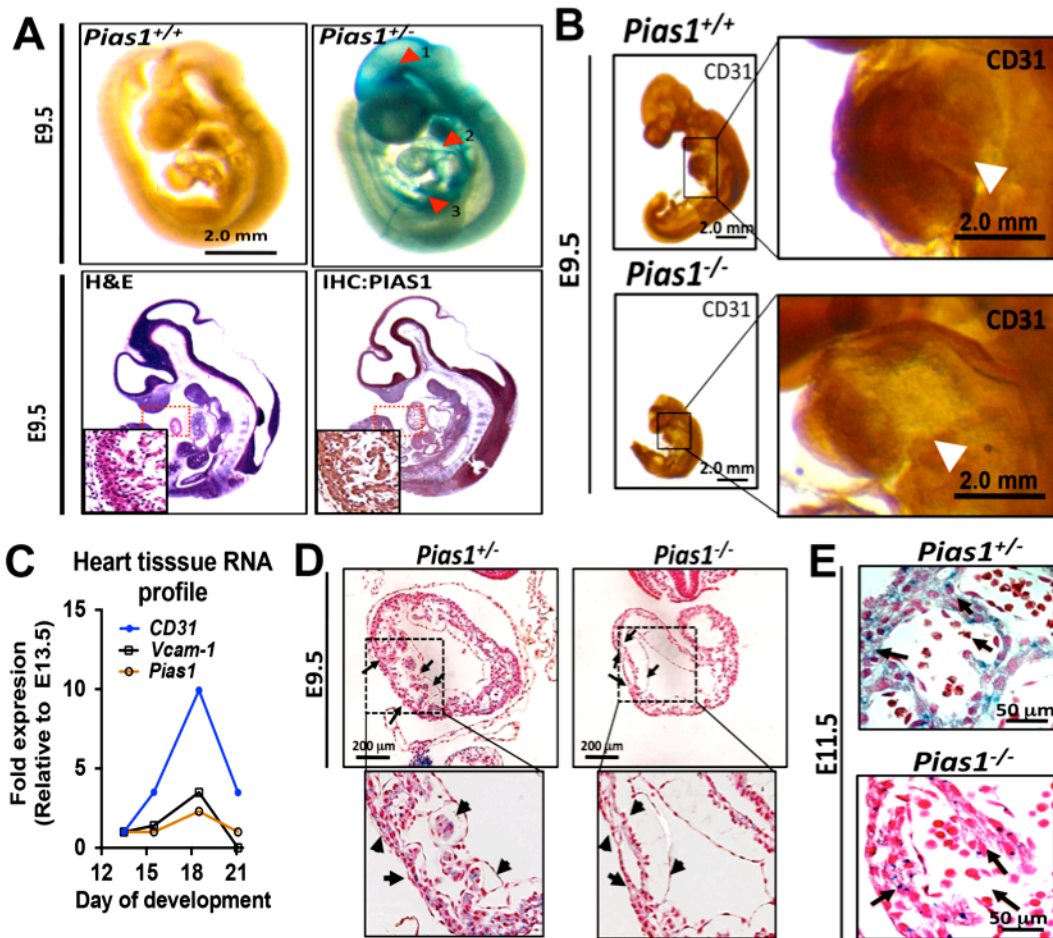 A
E9.5
Pias1+/+
Pias1+/-
1
2
3
2.0 mm
E9.5
H&E
IHC:PIAS1
B
E9.5
Pias1+/+
CD31
2.0 mm
CD31
2.0 mm
Pias1-/-
CD31
2.0 mm
CD31
2.0 mm
C
Heart tisssue RNA
profile
Fold expression
(Relative to E13.5)
15
10
5
0
CD31
Vcam-1
Pias1
12 15 18 21
Day of development
D
E9.5
Pias1+/-
200 μm
Pias1-/-
200 μm
E
E11.5
Pias1+/-
50 μm
Pias1-/-
50 μm